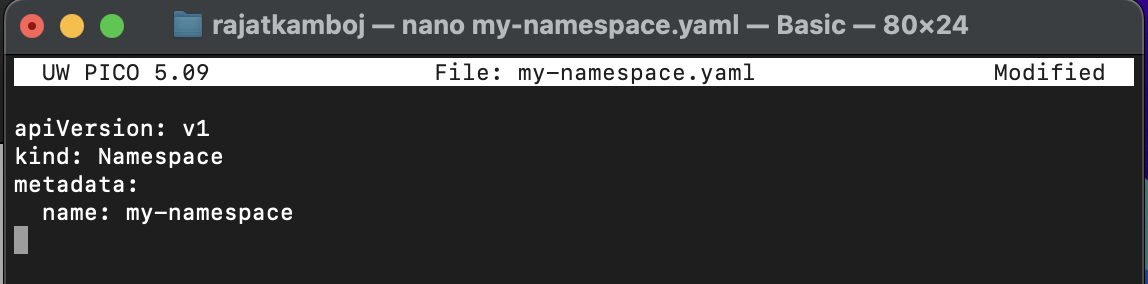 rajatkamboj — nano my-namespace.yaml — Basic — 80×24
UW PICO 5.09 File: my-namespace.yaml Modified
apiVersion: v1
kind: Namespace
metadata:
  name: my-namespace